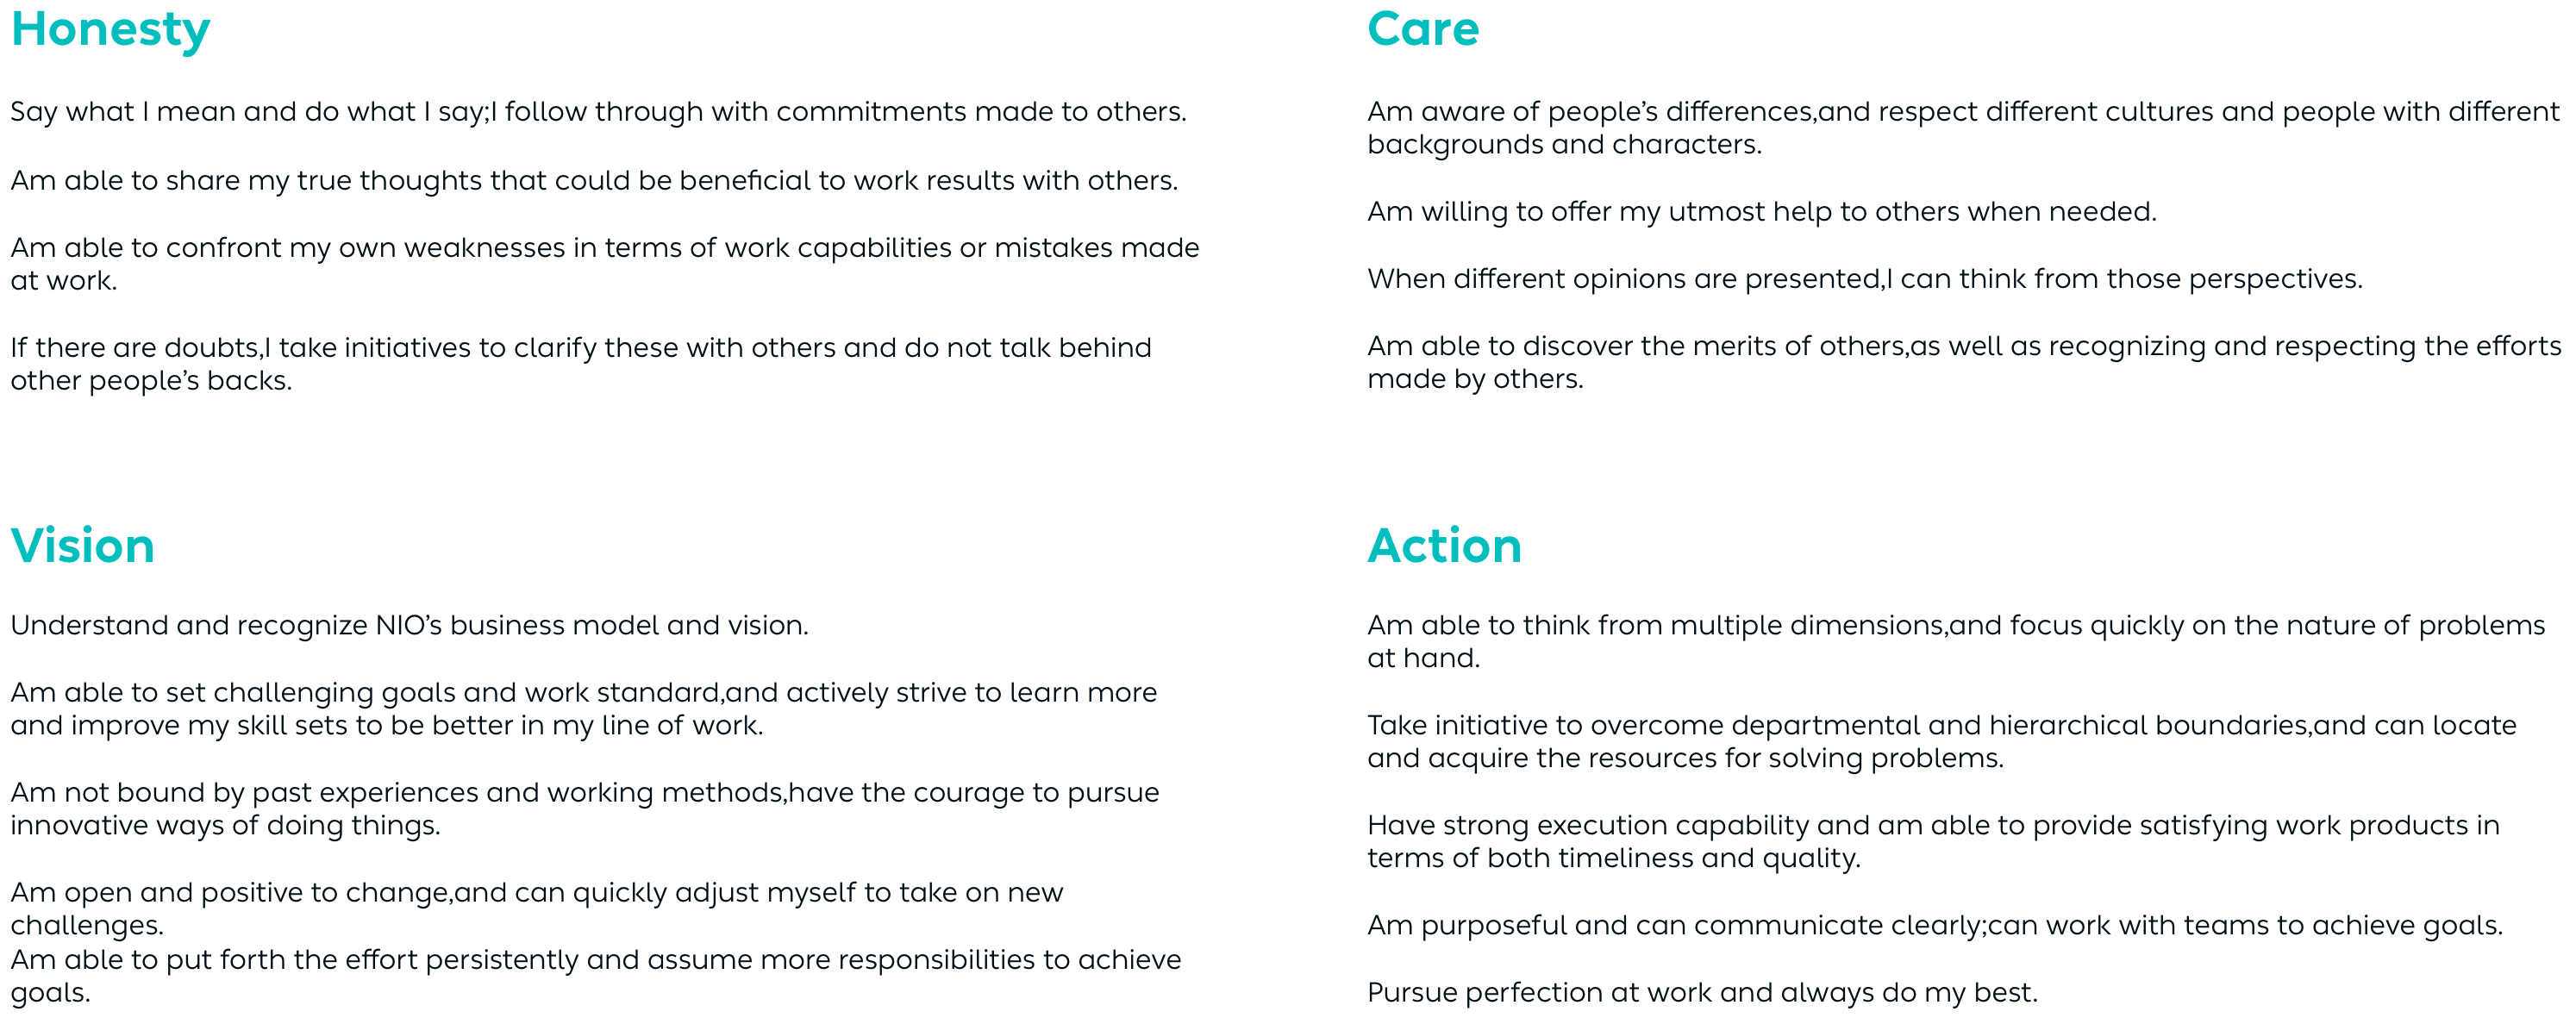 Honesty
Say what I mean and do what I say;I follow through with commitments made to others.
Am able to share my true thoughts that could be beneficial to work results with others.
Am able to confront my own weaknesses in terms of work capabilities or mistakes made
at work.
If there are doubts,I take initiatives to clarify these with others and do not talk behind
other people’s backs.
Care
Am aware of people’s differences,and respect different cultures and people with different
backgrounds and characters.
Am willing to offer my utmost help to others when needed.
When different opinions are presented,I can think from those perspectives.
Am able to discover the merits of others,as well as recognizing and respecting the efforts
made by others.
Vision
Understand and recognize NIO’s business model and vision.
Am able to set challenging goals and work standard,and actively strive to learn more
and improve my skill sets to be better in my line of work.
Am not bound by past experiences and working methods,have the courage to pursue
innovative ways of doing things.
Am open and positive to change,and can quickly adjust myself to take on new
challenges.
Am able to put forth the effort persistently and assume more responsibilities to achieve
goals.
Action
Am able to think from multiple dimensions,and focus quickly on the nature of problems
at hand.
Take initiative to overcome departmental and hierarchical boundaries,and can locate
and acquire the resources for solving problems.
Have strong execution capability and am able to provide satisfying work products in
terms of both timeliness and quality.
Am purposeful and can communicate clearly;can work with teams to achieve goals.
Pursue perfection at work and always do my best.